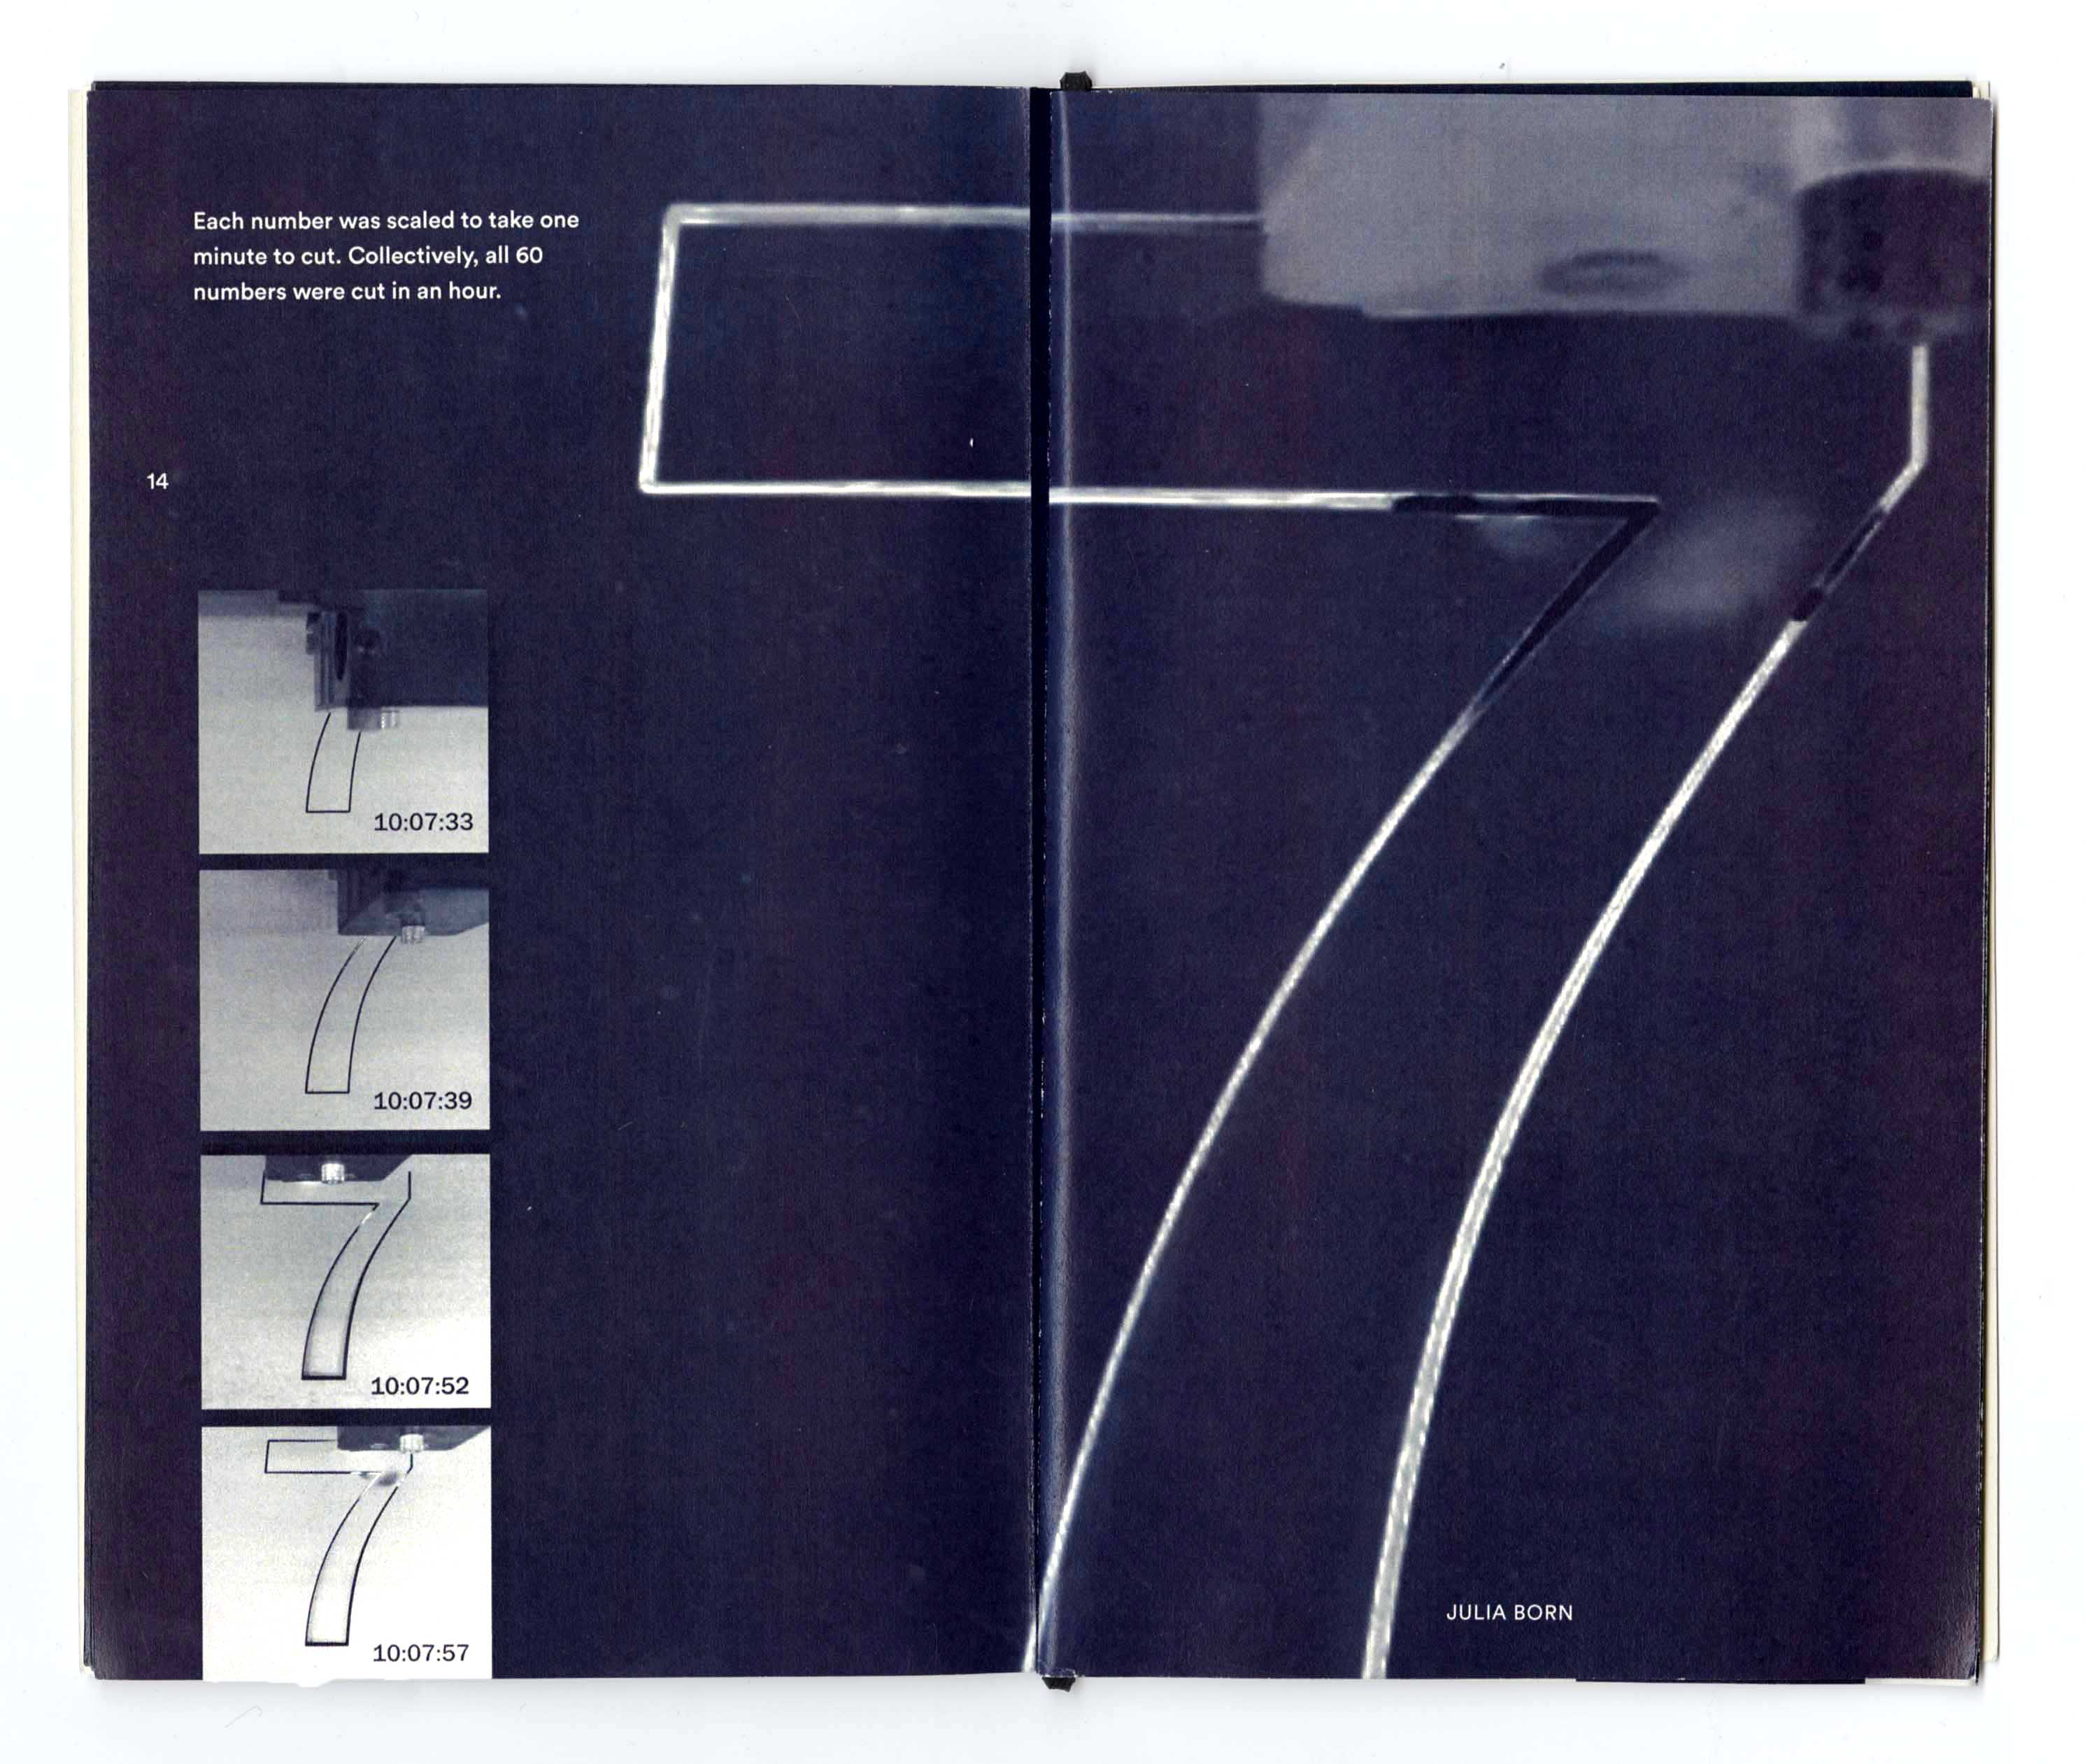 Each number was scaled to take one
minute to cut. Collectively, all 60
numbers were cut in an hour.
14
10:07:33
10:07:39
10:07:52
10:07:57
7
JULIA BORN